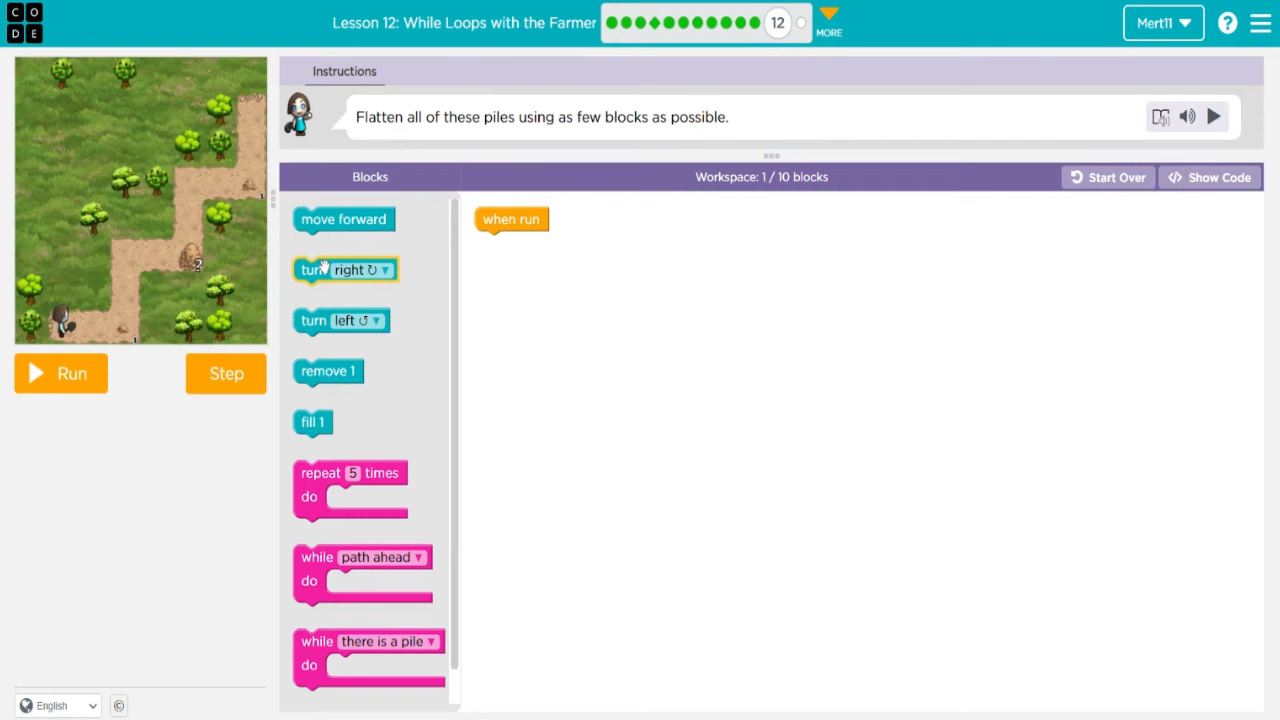 C O
D E
Lesson 12: While Loops with the Farmer
12
MORE
Mert11
?
Instructions
Flatten all of these piles using as few blocks as possible.
Blocks
Workspace: 1 / 10 blocks
Start Over
</> Show Code
move forward
when run
turn right ↻
turn left ↺
remove 1
fill 1
repeat 5 times
do
while path ahead
do
while there is a pile
do
3
?
1
Run
Step
English
©